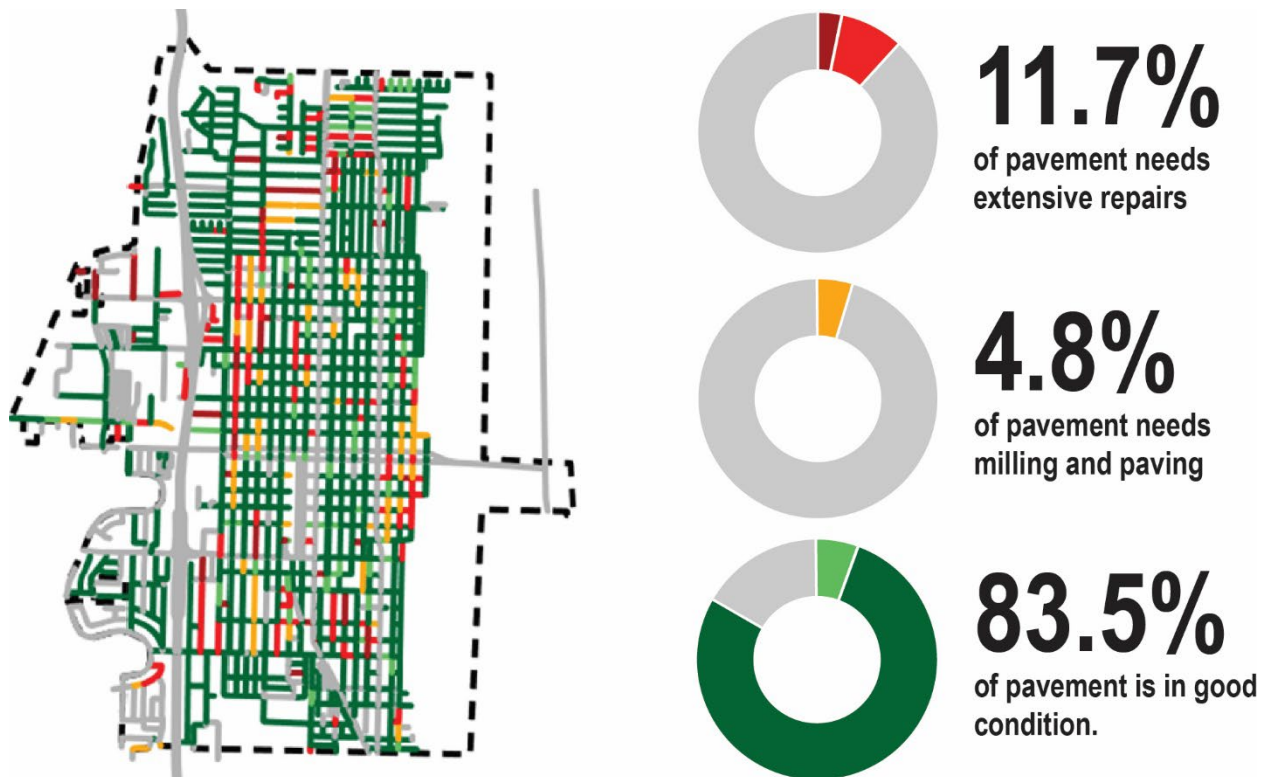 11.7%
of pavement needs
extensive repairs
4.8%
of pavement needs
milling and paving
83.5%
of pavement is in good
condition.